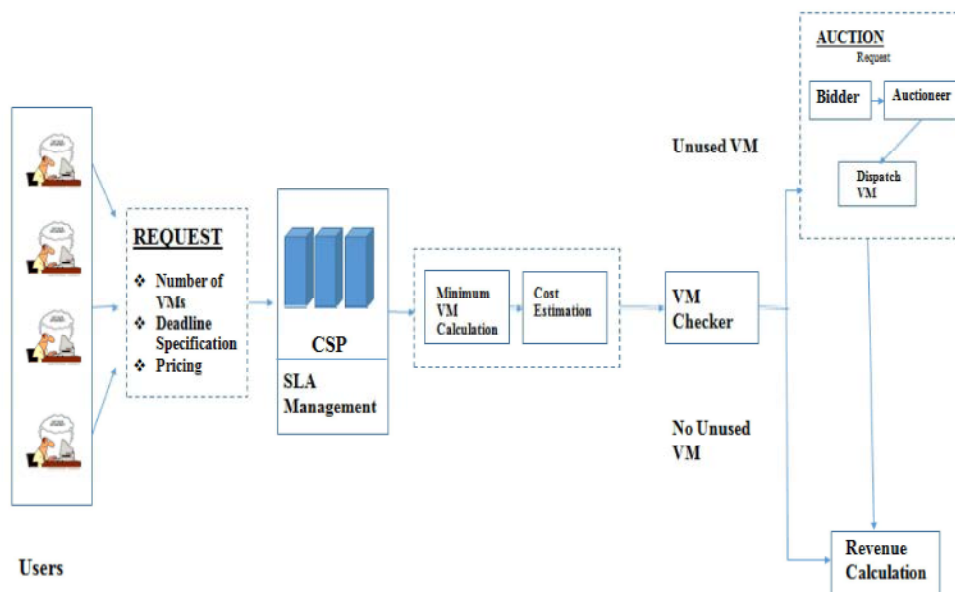 AUCTION
Request
Bidder
Auctioneer
Dispatch
VM
Unused VM
REQUEST
❖ Number of
VMs
❖ Deadline
Specification
❖ Pricing
CSP
SLA
Management
Minimum
VM
Calculation
Cost
Estimation
VM
Checker
No Unused
VM
Revenue
Calculation
Users